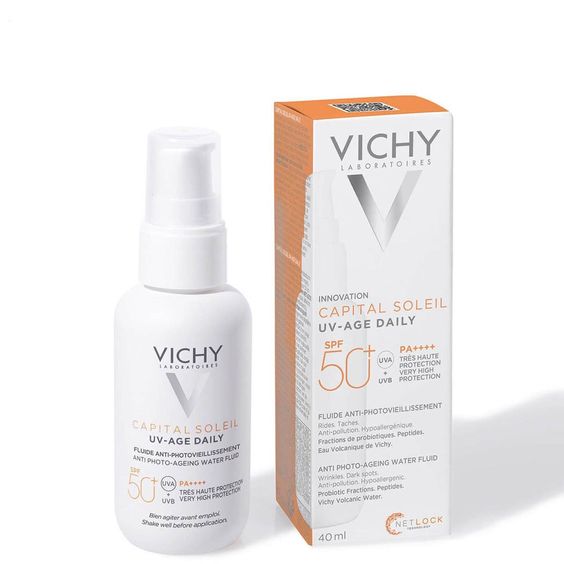 VICHY
LABORATOIRES
CAPITAL SOLEIL
UV-AGE DAILY
FLUIDE ANTI-PHOTOVIEILLISSEMENT
ANTI PHOTO-AGEING WATER FLUID
SPF
50+
UVA
+
UVB
PA++++
TRÈS HAUTE PROTECTION
VERY HIGH PROTECTION
Bien agiter avant emploi.
Shake well before application.
VICHY
LABORATOIRES
INNOVATION
CAPITAL SOLEIL
UV-AGE DAILY
SPF
50+
UVA
+
UVB
PA++++
TRÈS HAUTE
PROTECTION
VERY HIGH
PROTECTION
FLUIDE ANTI-PHOTOVIEILLISSEMENT
Rides. Taches.
Anti-pollution. Hypoallergénique.
Fractions de probiotiques. Peptides.
Eau Volcanique de Vichy.
ANTI PHOTO-AGEING WATER FLUID
Wrinkles. Dark spots.
Anti-pollution. Hypoallergenic.
Probiotic Fractions. Peptides.
Vichy Volcanic Water.
40 ml
NETLOCK
TECHNOLOGY